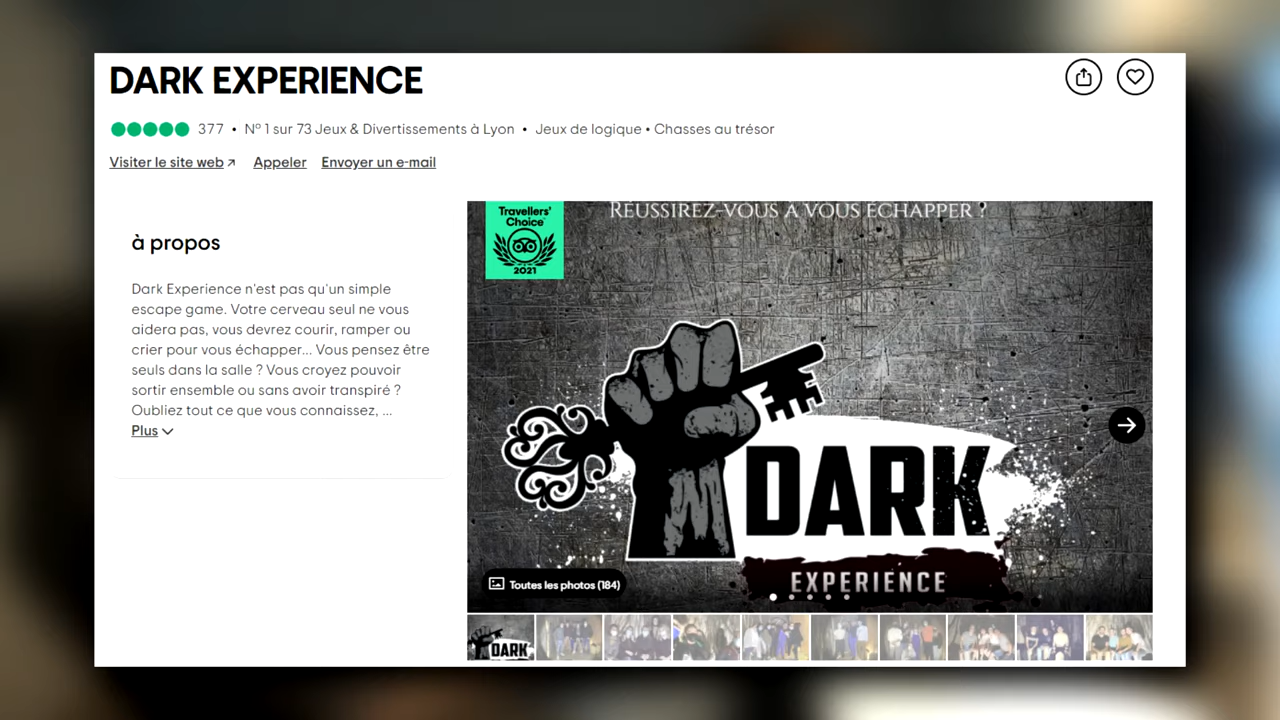 DARK EXPERIENCE
377 • Nº 1 sur 73 Jeux & Divertissements à Lyon • Jeux de logique • Chasses au trésor
Visiter le site web Appeler Envoyer un e-mail
à propos
Dark Experience n'est pas qu'un simple
escape game. Votre cerveau seul ne vous
aidera pas, vous devrez courir, ramper ou
crier pour vous échapper... Vous pensez être
seuls dans la salle ? Vous croyez pouvoir
sortir ensemble ou sans avoir transpiré ?
Oubliez tout ce que vous connaissez, ...
Plus
Travellers'
Choice
2021
RÉUSSIREZ-VOUS À VOUS ÉCHAPPER ?
DARK
EXPERIENCE
Toutes les photos (184)
DARK